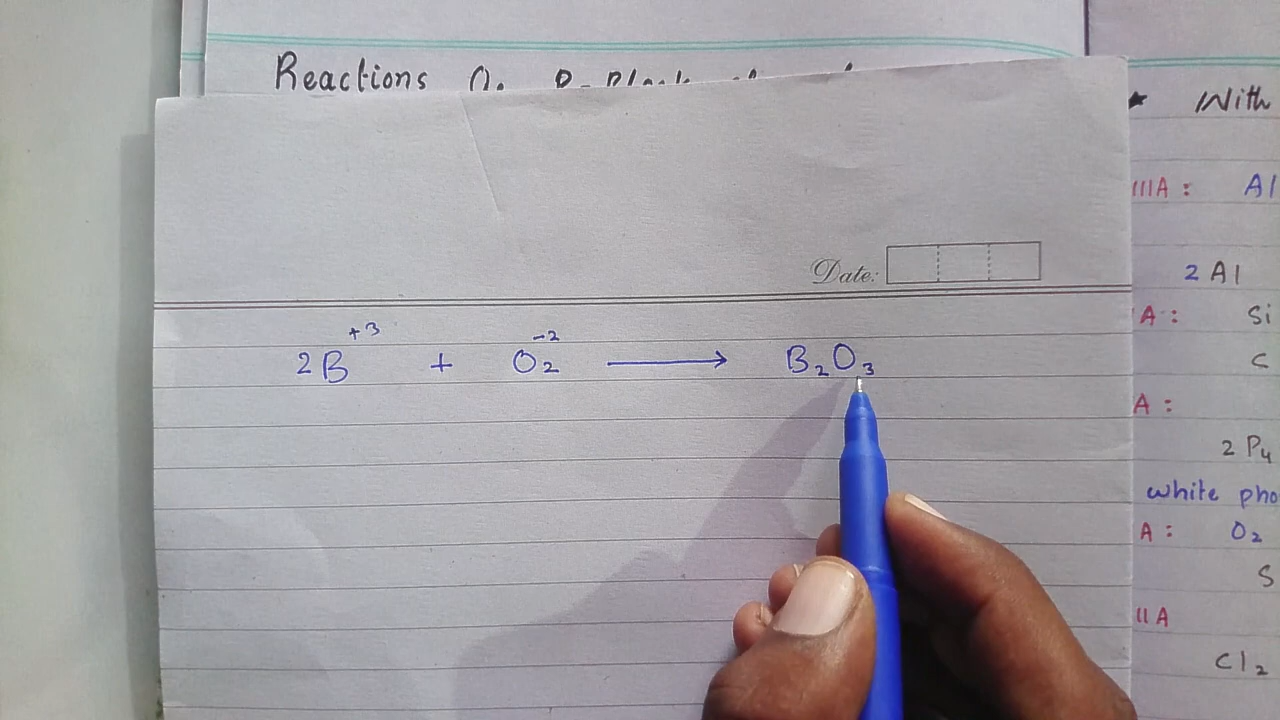 Reactions
★ With
IIIA : Al
Date:
2 Al
A : Si
2B⁺³ + O₂⁻² ⟶ B₂O₃
C
A :
2 P₄
white pho
A : O₂
S
IIA
Cl₂